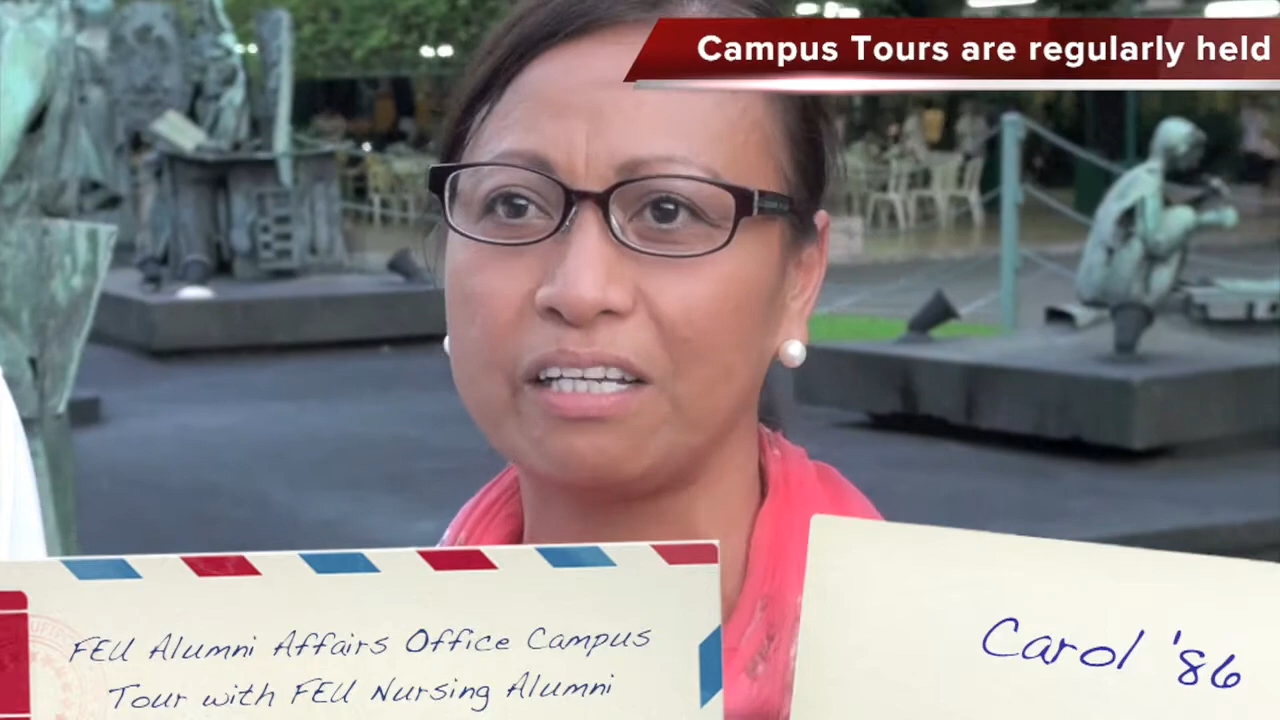 Campus Tours are regularly held
FEU Alumni Affairs Office Campus
Tour with FEU Nursing Alumni
Carol '86